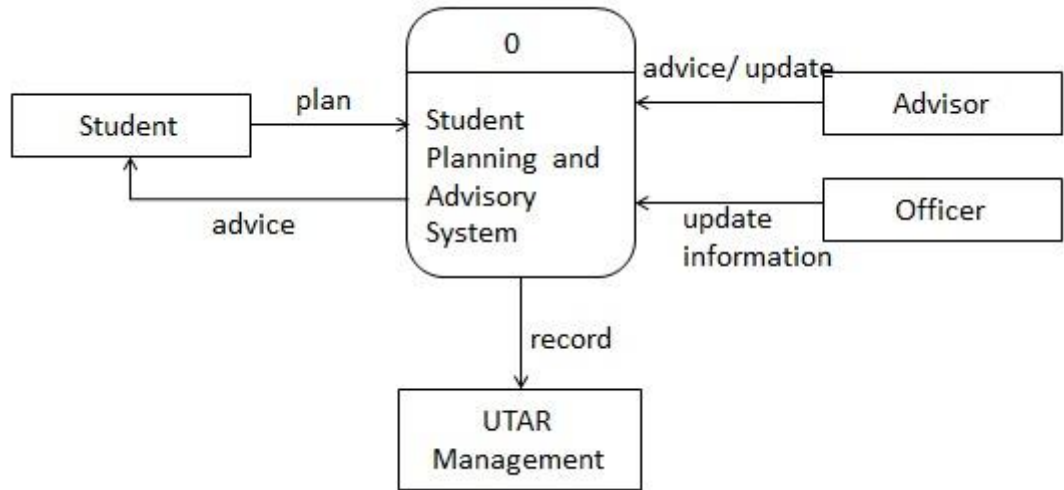 0
Student
Planning and
Advisory
System
Student
plan
advice
advice/ update
Advisor
Officer
update
information
record
UTAR
Management